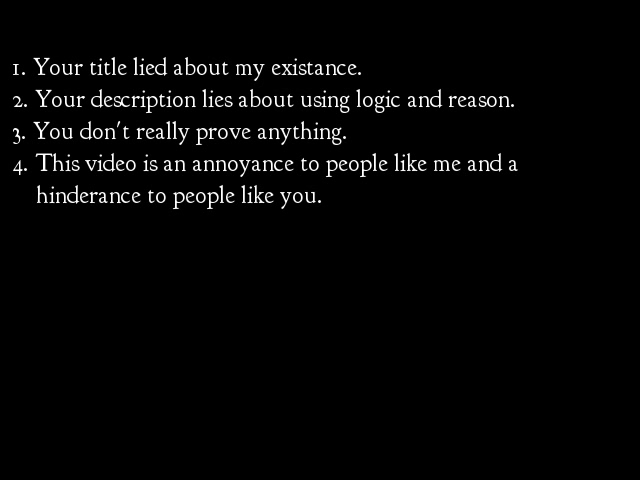 1. Your title lied about my existance.
2. Your description lies about using logic and reason.
3. You don't really prove anything.
4. This video is an annoyance to people like me and a
hinderance to people like you.